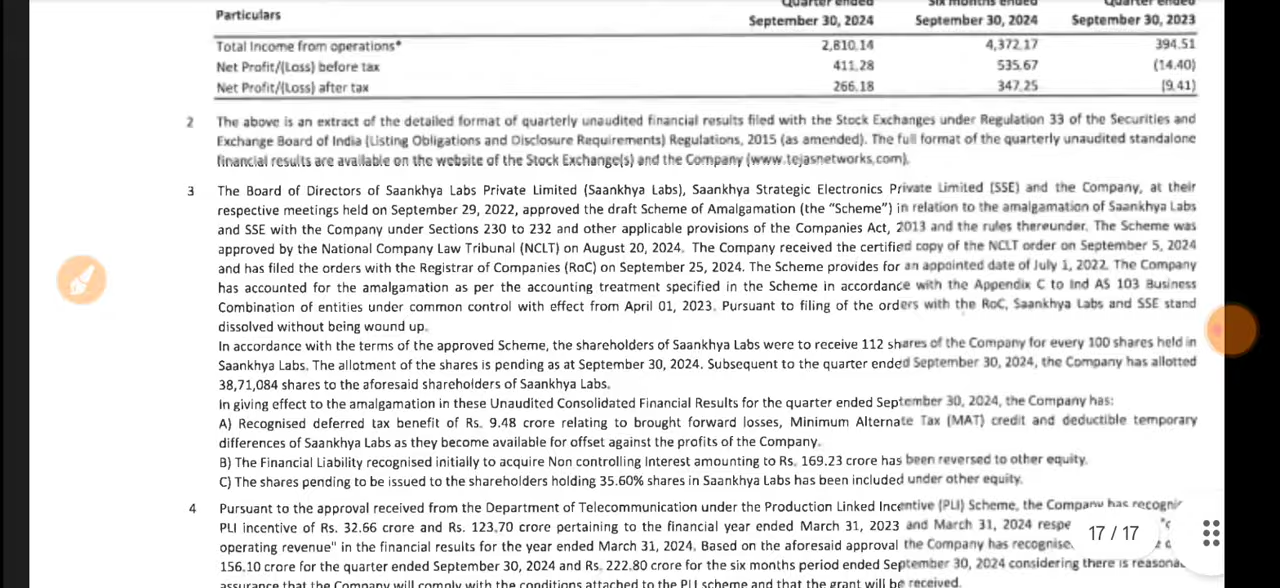 Quarter ended Six months ended Quarter ended
Particulars September 30, 2024 September 30, 2024 September 30, 2023
Total Income from operations* 2,810.14 4,372.17 394.51
Net Profit/(Loss) before tax 411.28 535.67 (14.40)
Net Profit/(Loss) after tax 266.18 347.25 (9.41)
2 The above is an extract of the detailed format of quarterly unaudited financial results filed with the Stock Exchanges under Regulation 33 of the Securities and
Exchange Board of India (Listing Obligations and Disclosure Requirements) Regulations, 2015 (as amended). The full format of the quarterly unaudited standalone
financial results are available on the website of the Stock Exchange(s) and the Company (www.tejasnetworks.com).
3 The Board of Directors of Saankhya Labs Private Limited (Saankhya Labs), Saankhya Strategic Electronics Private Limited (SSE) and the Company, at their
respective meetings held on September 29, 2022, approved the draft Scheme of Amalgamation (the "Scheme") in relation to the amalgamation of Saankhya Labs
and SSE with the Company under Sections 230 to 232 and other applicable provisions of the Companies Act, 2013 and the rules thereunder. The Scheme was
approved by the National Company Law Tribunal (NCLT) on August 20, 2024. The Company received the certified copy of the NCLT order on September 5, 2024
and has filed the orders with the Registrar of Companies (RoC) on September 25, 2024. The Scheme provides for an appointed date of July 1, 2022. The Company
has accounted for the amalgamation as per the accounting treatment specified in the Scheme in accordance with the Appendix C to Ind AS 103 Business
Combination of entities under common control with effect from April 01, 2023. Pursuant to filing of the orders with the RoC, Saankhya Labs and SSE stand
dissolved without being wound up.
In accordance with the terms of the approved Scheme, the shareholders of Saankhya Labs were to receive 112 shares of the Company for every 100 shares held in
Saankhya Labs. The allotment of the shares is pending as at September 30, 2024. Subsequent to the quarter ended September 30, 2024, the Company has allotted
38,71,084 shares to the aforesaid shareholders of Saankhya Labs.
In giving effect to the amalgamation in these Unaudited Consolidated Financial Results for the quarter ended September 30, 2024, the Company has:
A) Recognised deferred tax benefit of Rs. 9.48 crore relating to brought forward losses, Minimum Alternate Tax (MAT) credit and deductible temporary
differences of Saankhya Labs as they become available for offset against the profits of the Company.
B) The Financial Liability recognised initially to acquire Non controlling Interest amounting to Rs. 169.23 crore has been reversed to other equity.
C) The shares pending to be issued to the shareholders holding 35.60% shares in Saankhya Labs has been included under other equity.
4 Pursuant to the approval received from the Department of Telecommunication under the Production Linked Incentive (PLI) Scheme, the Company has
PLI incentive of Rs. 32.66 crore and Rs. 123.70 crore pertaining to the financial year ended March 31, 2023 and March 31, 2024
operating revenue" in the financial results for the year ended March 31, 2024. Based on the aforesaid approval the Company has
156.10 crore for the quarter ended September 30, 2024 and Rs. 222.80 crore for the six months period ended September 30, 2024 considering there is
assurance that the Company will comply with the conditions attached to the PLI scheme and that the grant will be received.
17 / 17